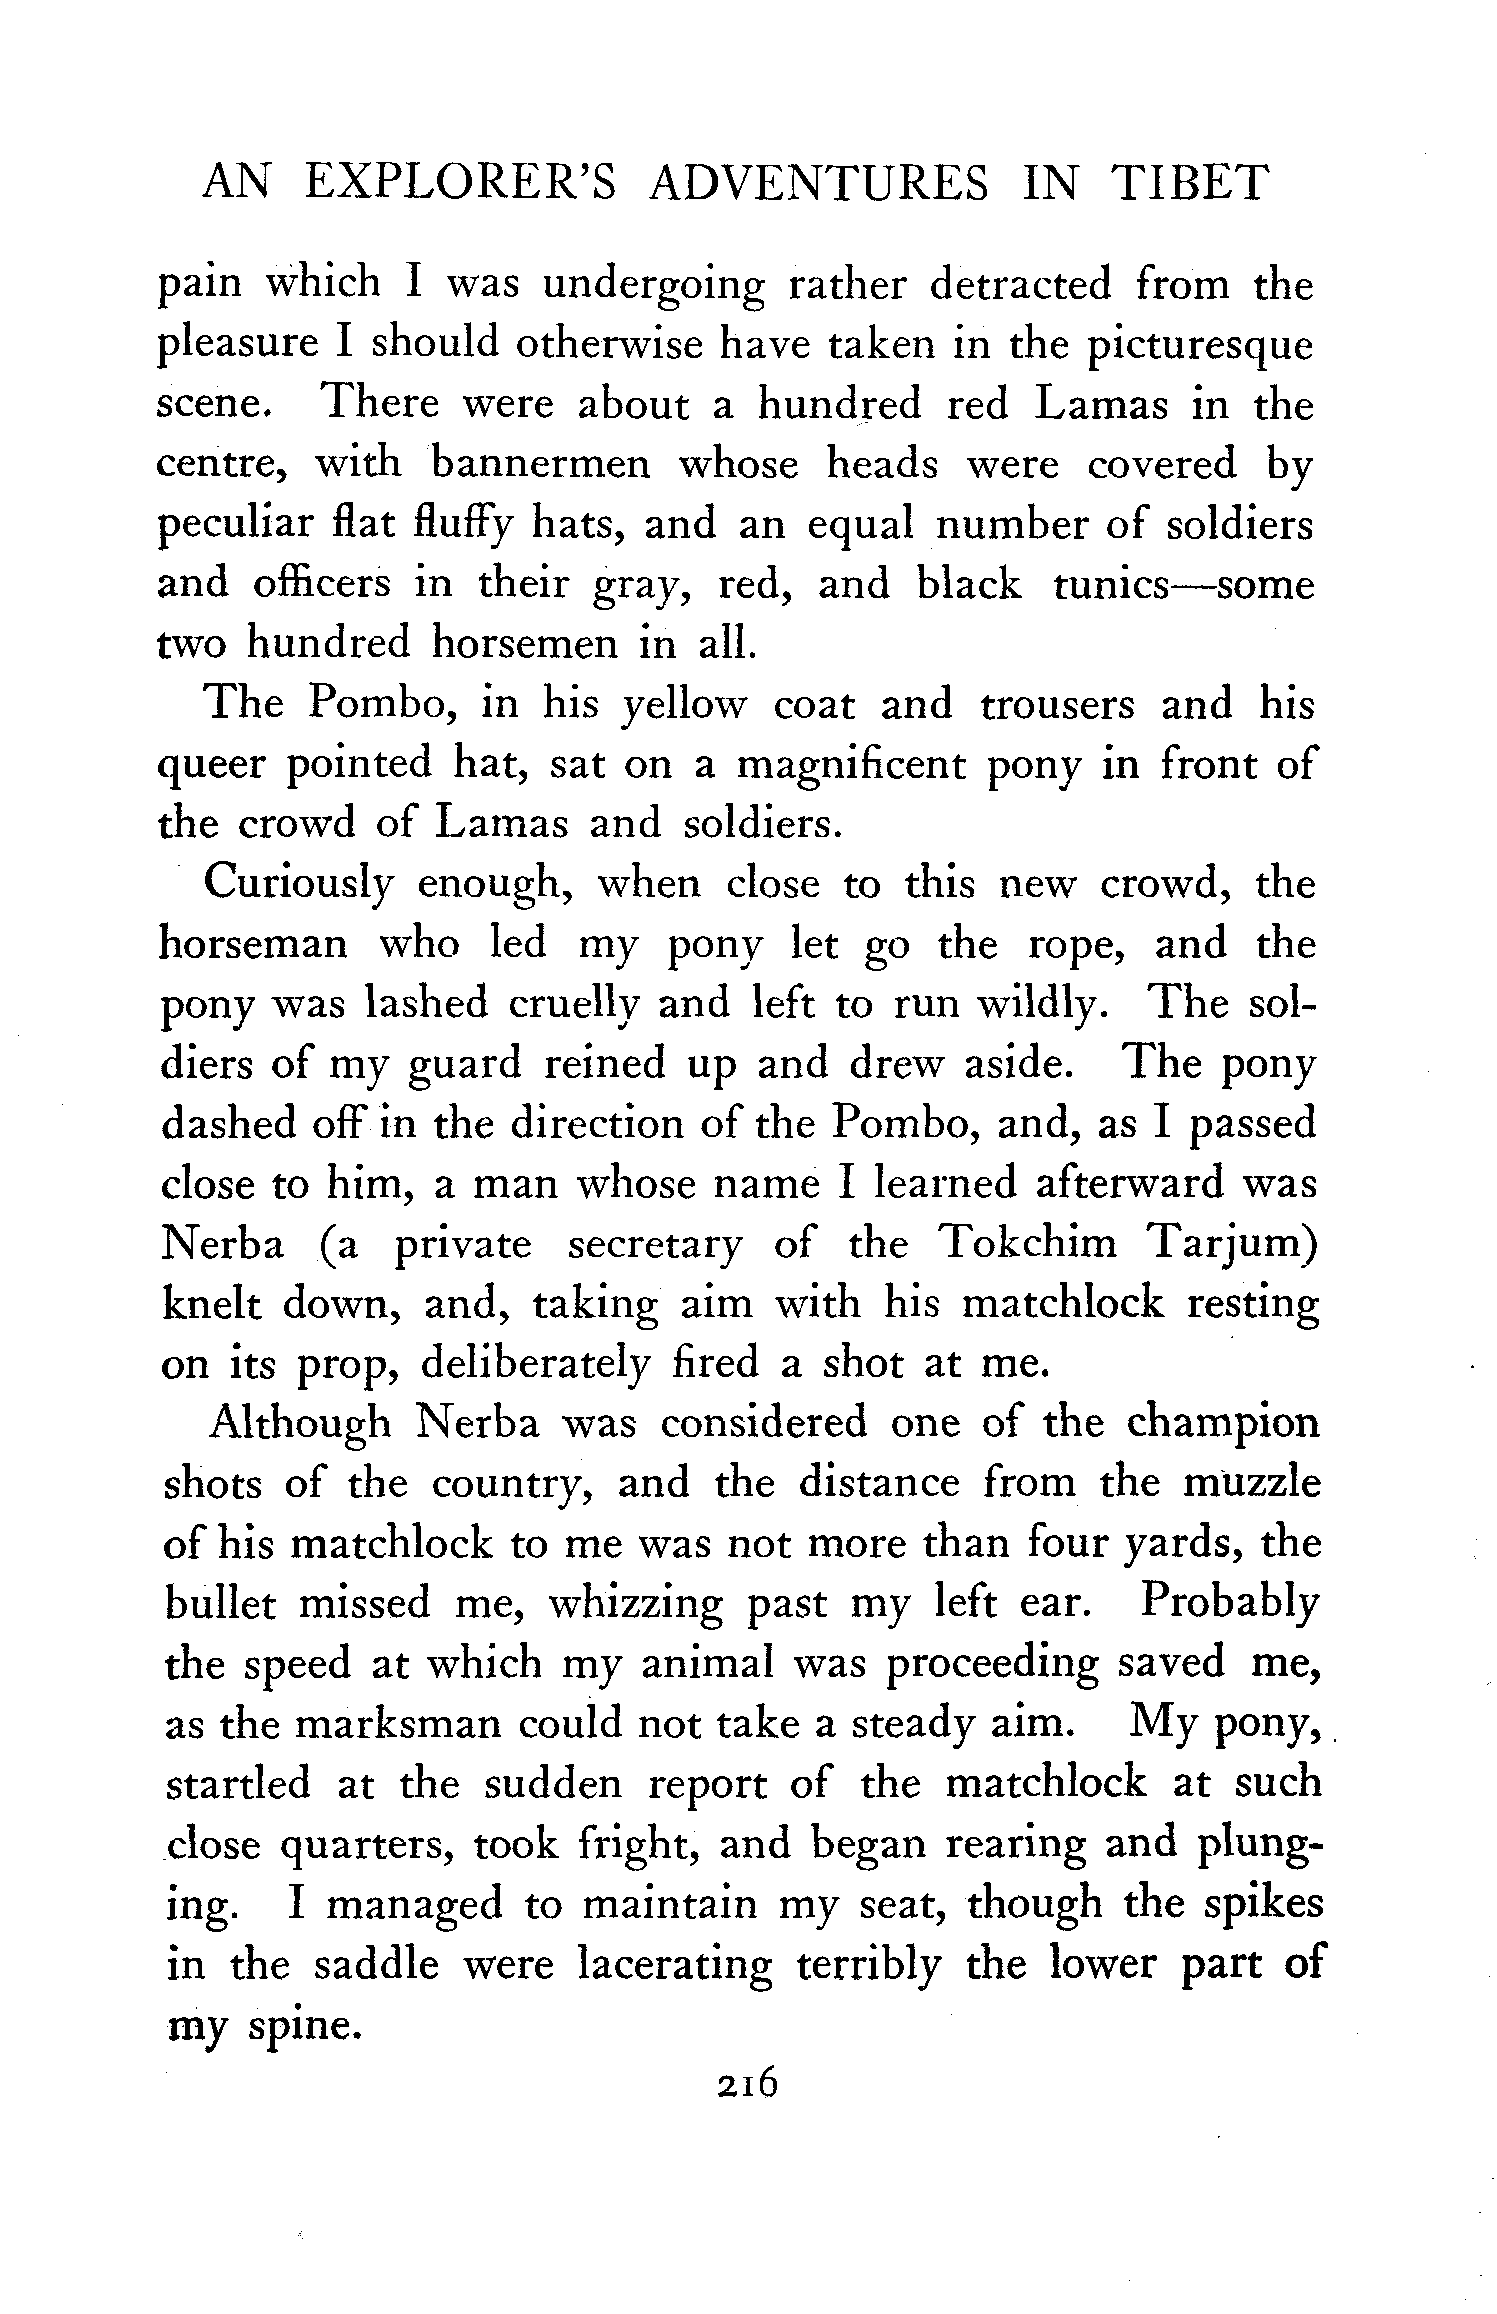 AN EXPLORER'S ADVENTURES IN TIBET
pain which I was undergoing rather detracted from the
pleasure I should otherwise have taken in the picturesque
scene. There were about a hundred red Lamas in the
centre, with bannermen whose heads were covered by
peculiar flat fluffy hats, and an equal number of soldiers
and officers in their gray, red, and black tunics—some
two hundred horsemen in all.
The Pombo, in his yellow coat and trousers and his
queer pointed hat, sat on a magnificent pony in front of
the crowd of Lamas and soldiers.
Curiously enough, when close to this new crowd, the
horseman who led my pony let go the rope, and the
pony was lashed cruelly and left to run wildly. The sol-
diers of my guard reined up and drew aside. The pony
dashed off in the direction of the Pombo, and, as I passed
close to him, a man whose name I learned afterward was
Nerba (a private secretary of the Tokchim Tarjum)
knelt down, and, taking aim with his matchlock resting
on its prop, deliberately fired a shot at me.
Although Nerba was considered one of the champion
shots of the country, and the distance from the muzzle
of his matchlock to me was not more than four yards, the
bullet missed me, whizzing past my left ear. Probably
the speed at which my animal was proceeding saved me,
as the marksman could not take a steady aim. My pony,
startled at the sudden report of the matchlock at such
close quarters, took fright, and began rearing and plung-
ing. I managed to maintain my seat, though the spikes
in the saddle were lacerating terribly the lower part of
my spine.
216